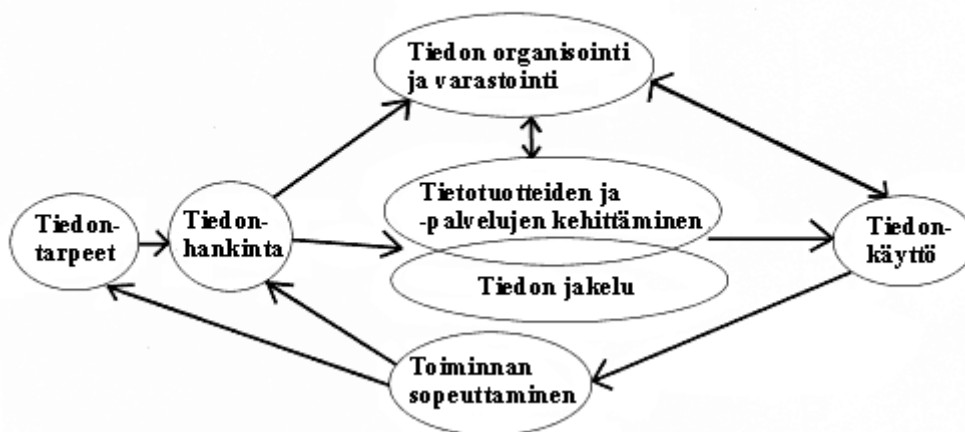 Tiedon organisointi
ja varastointi
Tietotuotteiden ja
-palvelujen kehittäminen
Tiedon-
tarpeet
Tiedon-
hankinta
Tiedon-
käyttö
Tiedon jakelu
Toiminnan
sopeuttaminen